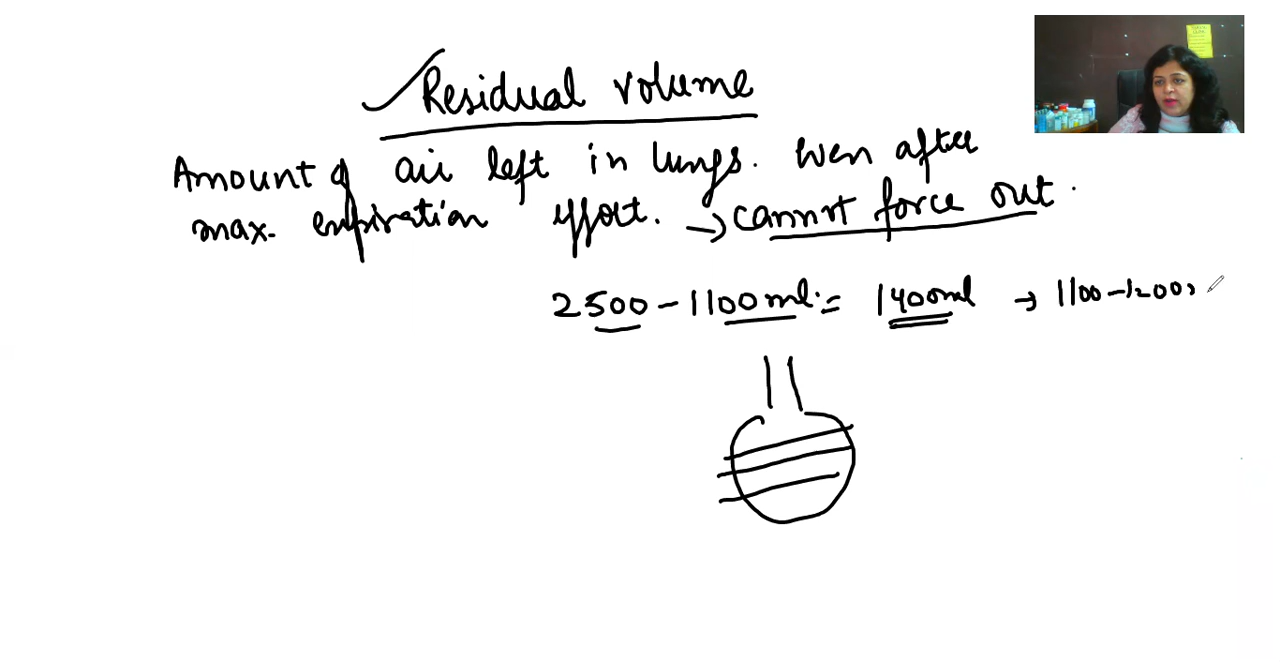 Residual volume
Amount of air left in lungs. Even after
max. expiration effort. → cannot force out.
2500 - 1100 ml. = 1400 ml → 1100-1200,